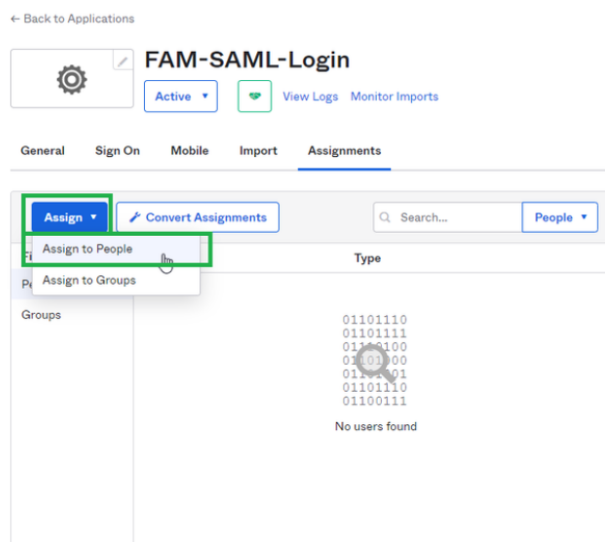 ← Back to Applications
FAM-SAML-Login
Active ▼
View Logs Monitor Imports
General Sign On Mobile Import Assignments
Assign ▼ Convert Assignments Search... People ▼
Assign to People
Type
Assign to Groups
Groups
01101110
01101111
01101001
No users found